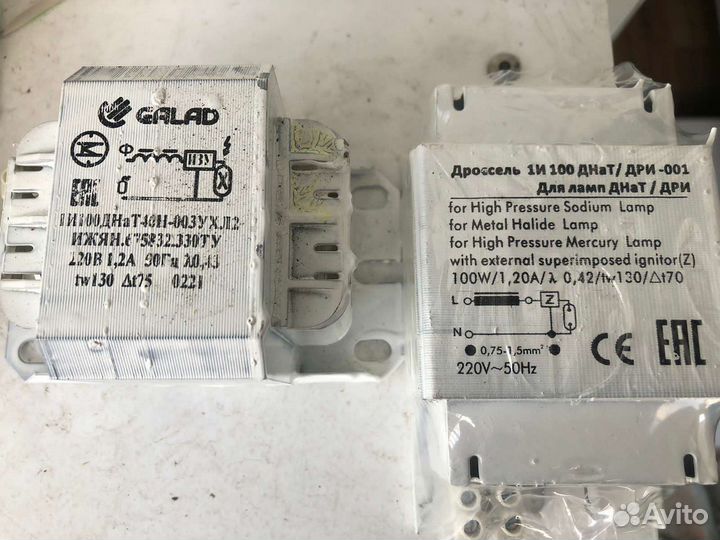 GALAD
Ф
ИЗУ
б
EAC
1И100ДНаТ40Н-003УХЛ2
ИЖЯН.675832.330ТУ
220В 1,2А 50Гц λ0,43
tw130 Δt75 0221
Дроссель 1И 100 ДНаТ/ ДРИ -001
Для ламп ДНаТ / ДРИ
for High Pressure Sodium Lamp
for Metal Halide Lamp
for High Pressure Mercury Lamp
with external superimposed ignitor(Z)
100W/1,20A/ λ 0,42/tw130/Δt70
L
Z
N
0,75-1,5mm²
220V~50Hz
CE EAC
Avito